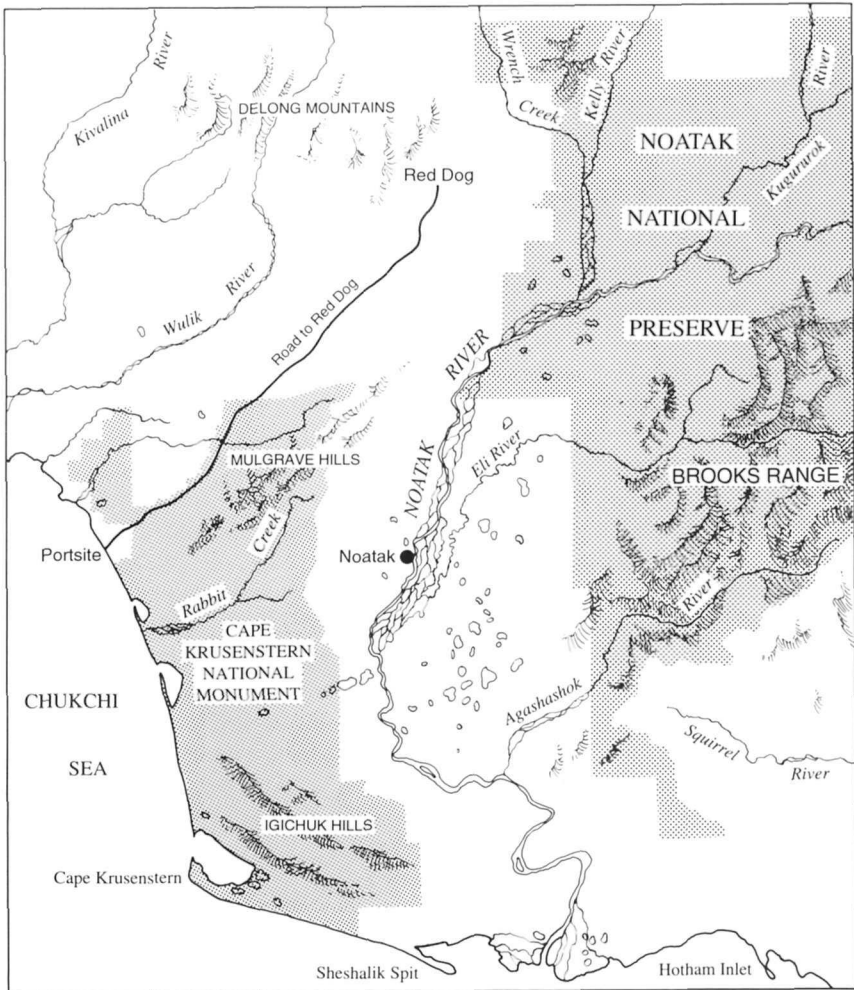 Kivalina
River
DELONG MOUNTAINS
Wrench
Creek
Kelly
River
River
NOATAK
Kugururok
NATIONAL
Red Dog
Wulik
River
Road to Red Dog
PRESERVE
NOATAK
RIVER
Eli River
MULGRAVE HILLS
BROOKS RANGE
Portsite
Rabbit
Creek
Noatak
River
CAPE
KRUSENSTERN
NATIONAL
MONUMENT
CHUKCHI
SEA
Agashashok
Squirrel
River
IGICHUK HILLS
Cape Krusenstern
Sheshalik Spit
Hotham Inlet